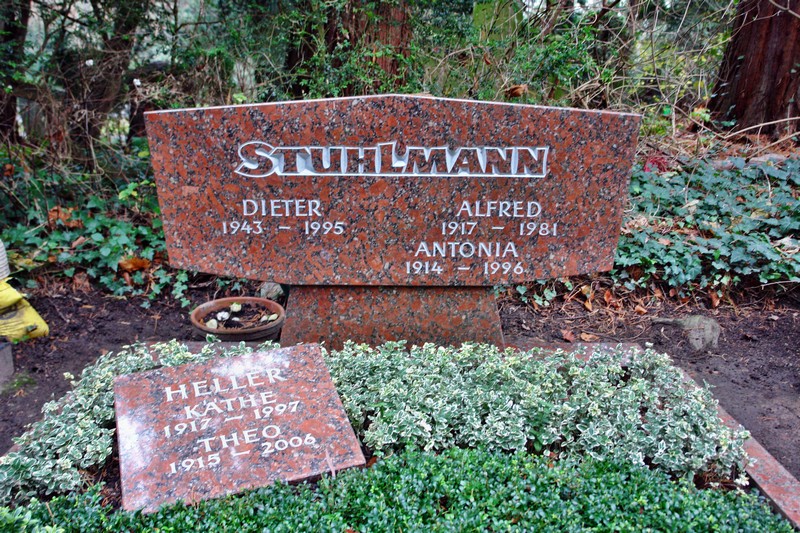 STUHLMANN
DIETER
1943 – 1995
ALFRED
1917 – 1981
ANTONIA
1914 – 1996
HELLER
KÄTHE
1917 – 1997
THEO
1915 – 2006